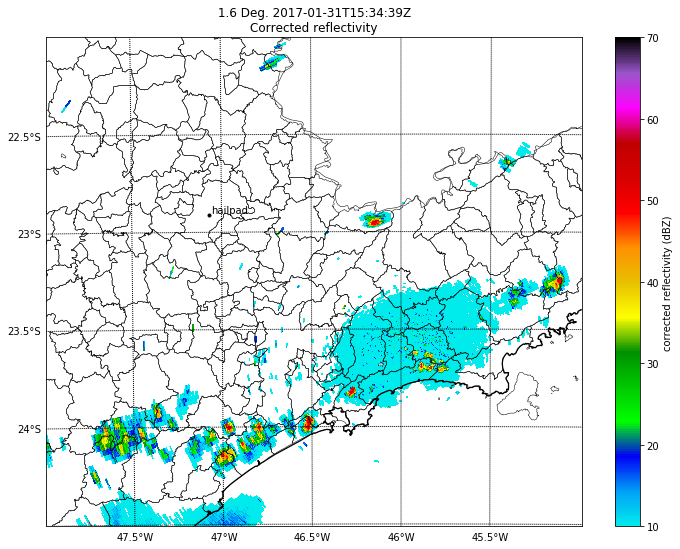 1.6 Deg. 2017-01-31T15:34:39Z
Corrected reflectivity
hailpad
22.5°S
23°S
23.5°S
24°S
47.5°W
47°W
46.5°W
46°W
45.5°W
70
60
50
40
30
20
10
corrected reflectivity (dBZ)